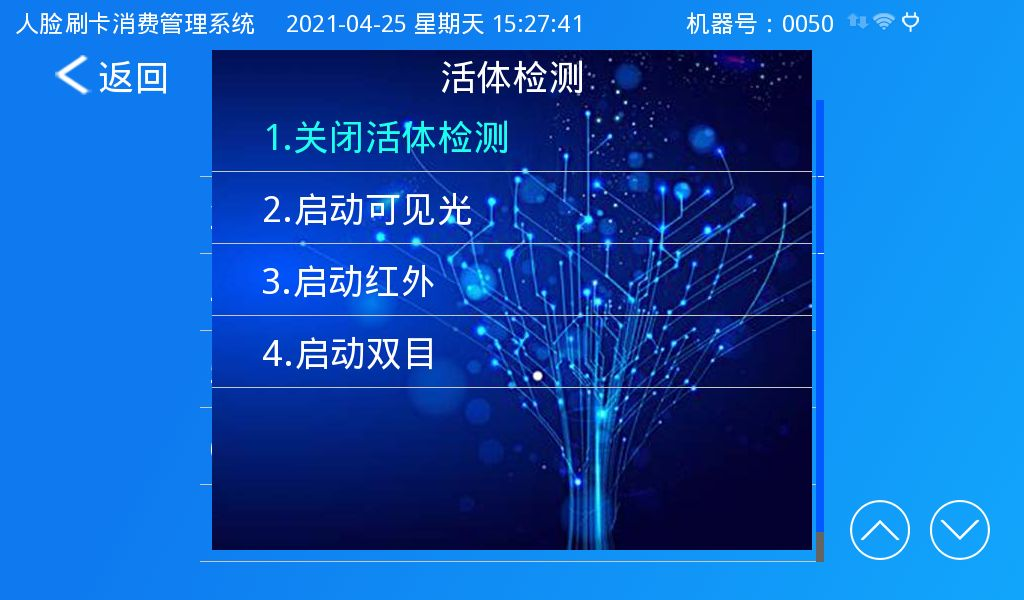 人脸刷卡消费管理系统 2021-04-25 星期天 15:27:41 机器号：0050
返回
活体检测
1.关闭活体检测
2.启动可见光
3.启动红外
4.启动双目